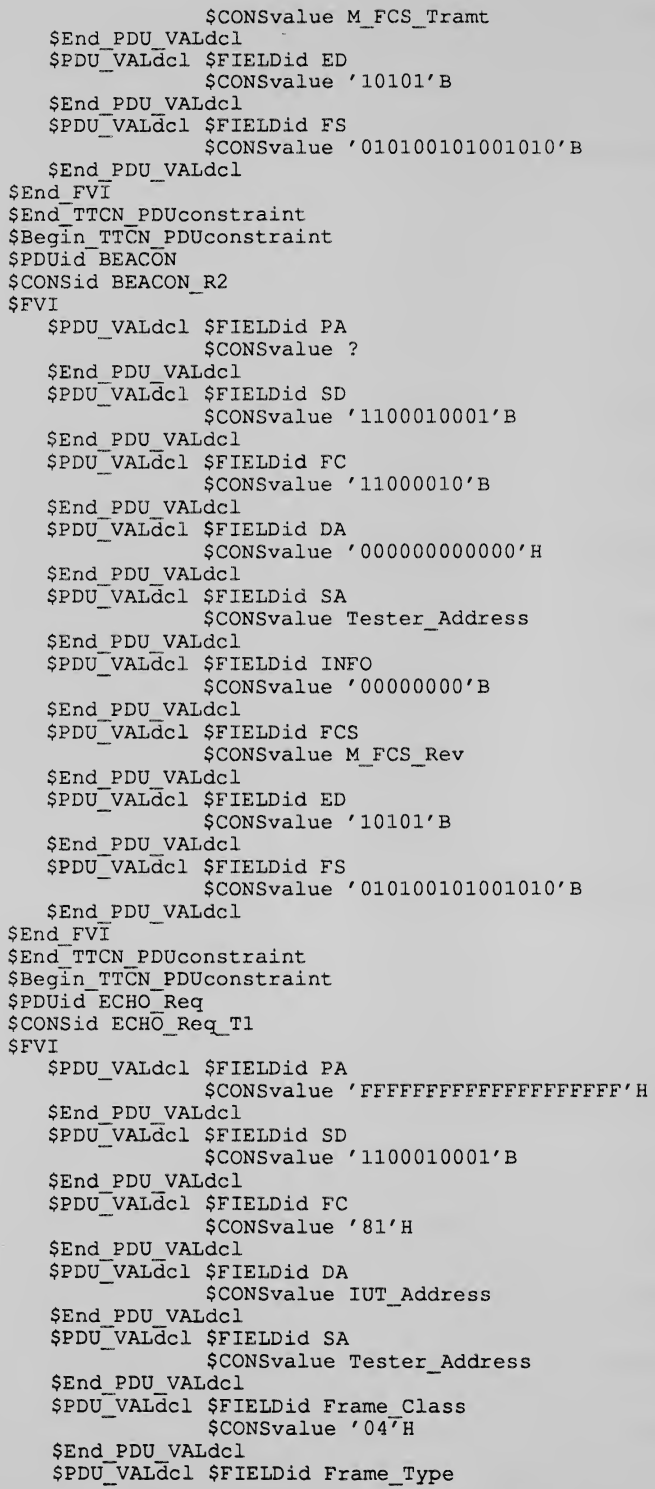 $CONSvalue M_FCS_Tramt
$End_PDU_VALdcl
$PDU_VALdcl $FIELDid ED
$CONSvalue '10101'B
$End_PDU_VALdcl
$PDU_VALdcl $FIELDid FS
$CONSvalue '010100101001010'B
$End_PDU_VALdcl
$End_FVI
$End_TTCN_PDUconstraint
$Begin_TTCN_PDUconstraint
$PDUid BEACON
$CONSid BEACON_R2
$FVI
$PDU_VALdcl $FIELDid PA
$CONSvalue ?
$End_PDU_VALdcl
$PDU_VALdcl $FIELDid SD
$CONSvalue '1100010001'B
$End_PDU_VALdcl
$PDU_VALdcl $FIELDid FC
$CONSvalue '11000010'B
$End_PDU_VALdcl
$PDU_VALdcl $FIELDid DA
$CONSvalue '000000000000'H
$End_PDU_VALdcl
$PDU_VALdcl $FIELDid SA
$CONSvalue Tester_Address
$End_PDU_VALdcl
$PDU_VALdcl $FIELDid INFO
$CONSvalue '00000000'B
$End_PDU_VALdcl
$PDU_VALdcl $FIELDid FCS
$CONSvalue M_FCS_Rev
$End_PDU_VALdcl
$PDU_VALdcl $FIELDid ED
$CONSvalue '10101'B
$End_PDU_VALdcl
$PDU_VALdcl $FIELDid FS
$CONSvalue '010100101001010'B
$End_PDU_VALdcl
$End_FVI
$End_TTCN_PDUconstraint
$Begin_TTCN_PDUconstraint
$PDUid ECHO_Req
$CONSid ECHO_Req_T1
$FVI
$PDU_VALdcl $FIELDid PA
$CONSvalue 'FFFFFFFFFFFFFFFFFFFF'H
$End_PDU_VALdcl
$PDU_VALdcl $FIELDid SD
$CONSvalue '1100010001'B
$End_PDU_VALdcl
$PDU_VALdcl $FIELDid FC
$CONSvalue '81'H
$End_PDU_VALdcl
$PDU_VALdcl $FIELDid DA
$CONSvalue IUT_Address
$End_PDU_VALdcl
$PDU_VALdcl $FIELDid SA
$CONSvalue Tester_Address
$End_PDU_VALdcl
$PDU_VALdcl $FIELDid Frame_Class
$CONSvalue '04'H
$End_PDU_VALdcl
$PDU_VALdcl $FIELDid Frame_Type